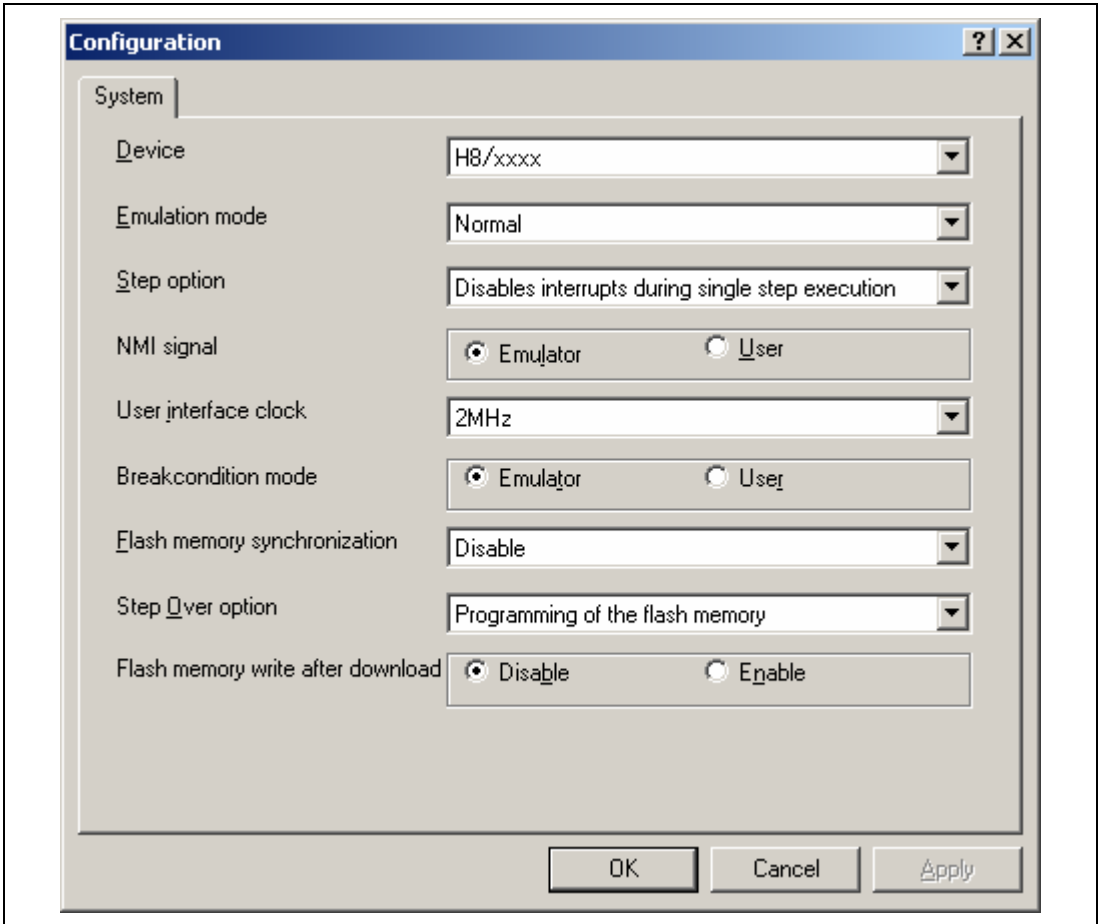 Configuration
System
Device H8/xxxx
Emulation mode Normal
Step option Disables interrupts during single step execution
NMI signal Emulator User
User interface clock 2MHz
Breakcondition mode Emulator User
Flash memory synchronization Disable
Step Over option Programming of the flash memory
Flash memory write after download Disable Enable
OK Cancel Apply